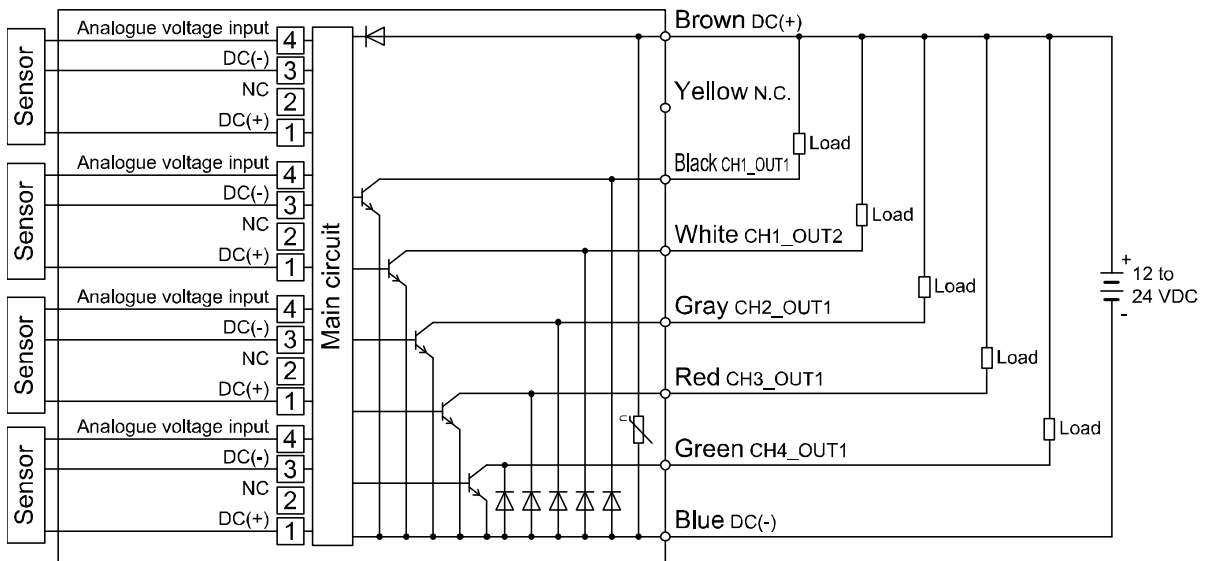 Sensor
Analogue voltage input 4
DC(-) 3
NC 2
DC(+) 1
Sensor
Analogue voltage input 4
DC(-) 3
NC 2
DC(+) 1
Sensor
Analogue voltage input 4
DC(-) 3
NC 2
DC(+) 1
Sensor
Analogue voltage input 4
DC(-) 3
NC 2
DC(+) 1
Main circuit
Brown DC(+)
Yellow N.C.
Load
Black CH1_OUT1
Load
White CH1_OUT2
Load
Gray CH2_OUT1
Load
Red CH3_OUT1
Load
Green CH4_OUT1
Blue DC(-)
+
12 to
24 VDC
-